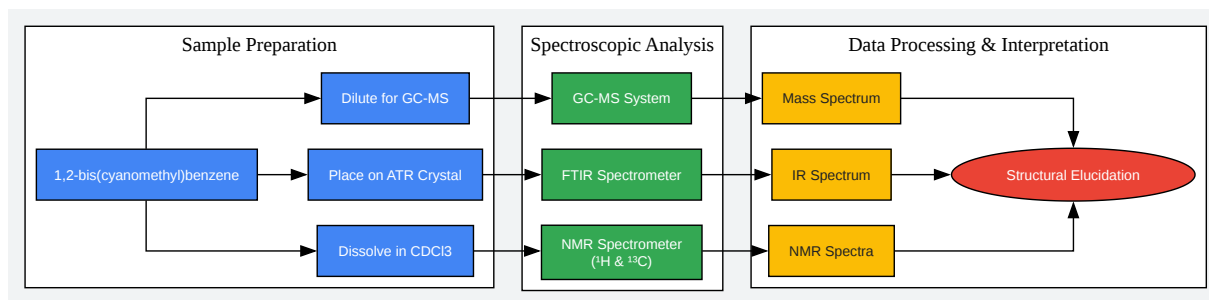 Sample Preparation
Spectroscopic Analysis
Data Processing & Interpretation
Dilute for GC-MS
GC-MS System
Mass Spectrum
1,2-bis(cyanomethyl)benzene
Place on ATR Crystal
FTIR Spectrometer
IR Spectrum
Structural Elucidation
Dissolve in CDCl3
NMR Spectrometer
(¹H & ¹³C)
NMR Spectra